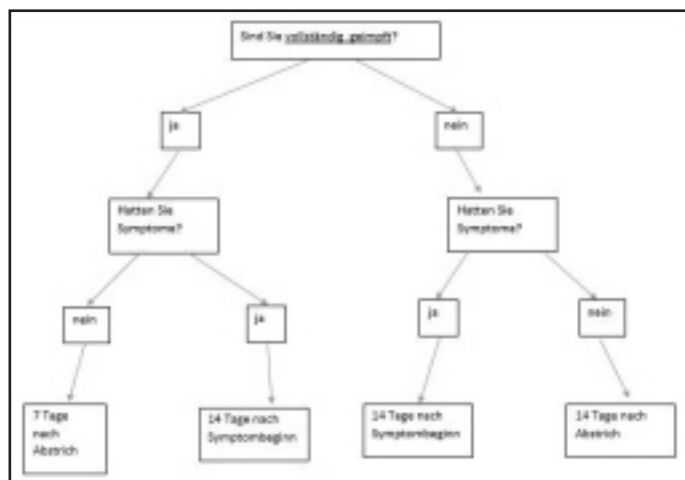 Sind Sie vollständig geimpft?
ja
nein
Hatten Sie
Symptome?
Hatten Sie
Symptome?
nein
ja
ja
nein
7 Tage
nach
Abstrich
14 Tage nach
Symptombeginn
14 Tage nach
Symptombeginn
14 Tage nach
Abstrich